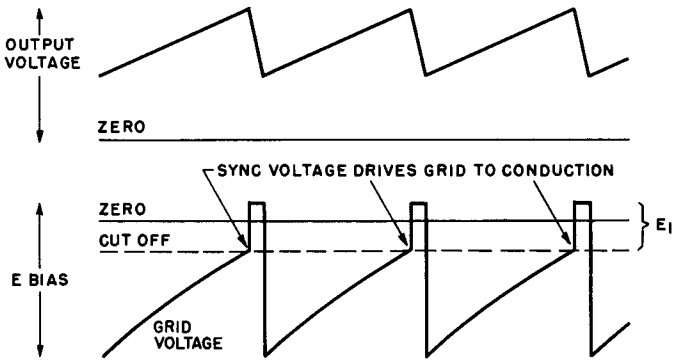 OUTPUT
VOLTAGE
ZERO
SYNC VOLTAGE DRIVES GRID TO CONDUCTION
ZERO
E1
CUT OFF
E BIAS
GRID
VOLTAGE